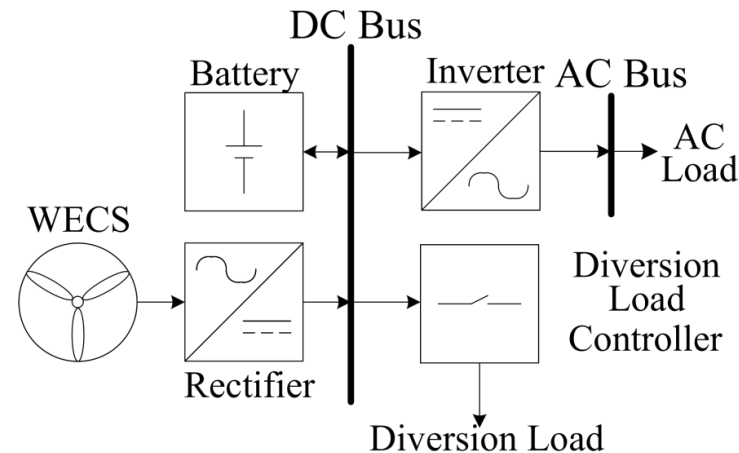 DC Bus
Battery
Inverter
AC Bus
AC
Load
WECS
Diversion
Load
Controller
Rectifier
Diversion Load